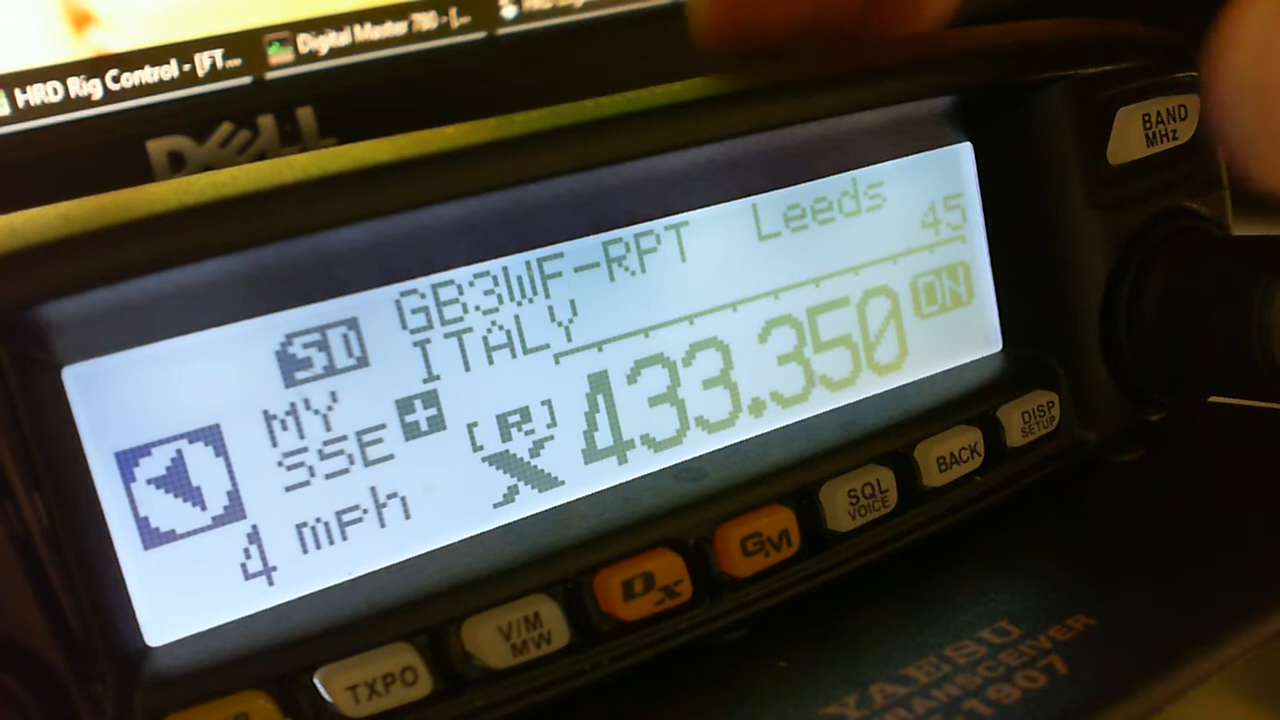 HRD Rig Control - [FT...
Digital Master 780 - [...
DELL
BAND
MHz
GB3WF-RPT Leeds
SD ITALY 45
MY
SSE + [R] 433.350 ON
4 mph
DISP
SETUP
BACK
SQL
VOICE
GM
Dx
V/M
MW
TXPO
YAESU
TRANSCEIVER
1907